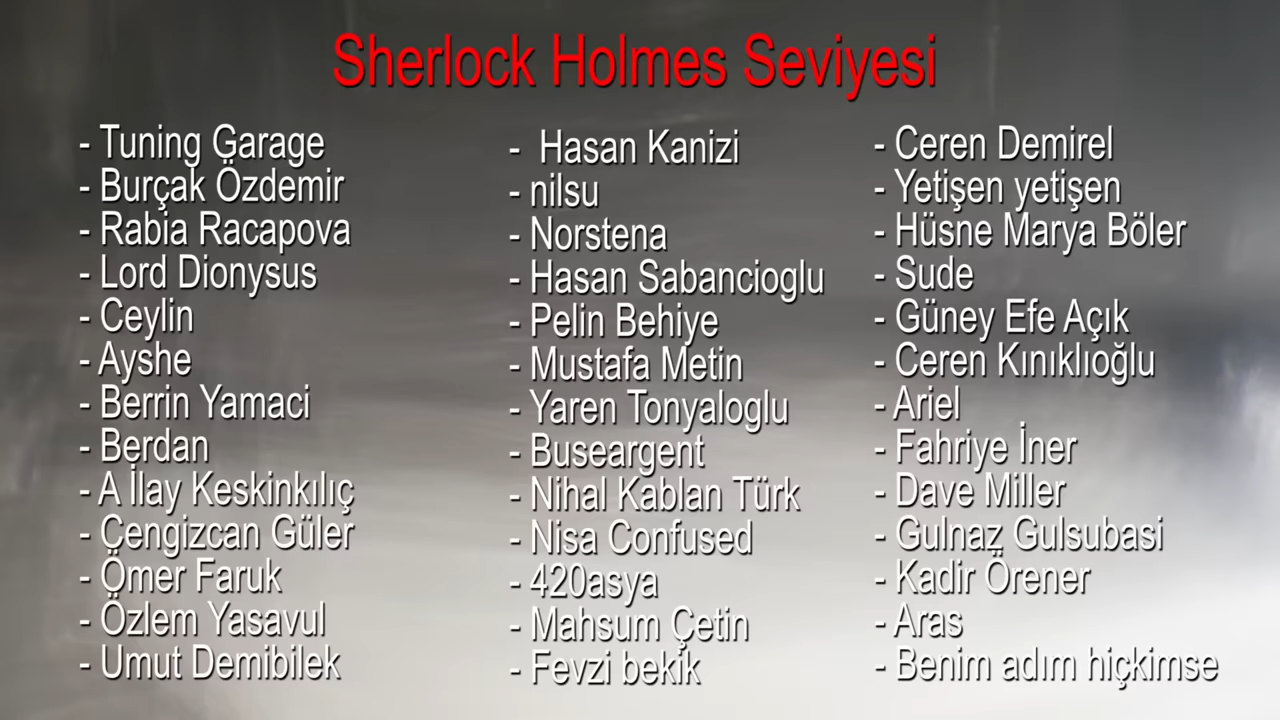 Sherlock Holmes Seviyesi
- Tuning Garage
- Burçak Özdemir
- Rabia Racapova
- Lord Dionysus
- Ceylin
- Ayshe
- Berrin Yamaci
- Berdan
- A İlay Keskinkılıç
- Cengizcan Güler
- Ömer Faruk
- Özlem Yasavul
- Umut Demibilek
- Hasan Kanizi
- nilsu
- Norstena
- Hasan Sabancioglu
- Pelin Behiye
- Mustafa Metin
- Yaren Tonyaloglu
- Buseargent
- Nihal Kablan Türk
- Nisa Confused
- 420asya
- Mahsum Çetin
- Fevzi bekik
- Ceren Demirel
- Yetişen yetişen
- Hüsne Marya Böler
- Sude
- Güney Efe Açık
- Ceren Kınıklıoğlu
- Ariel
- Fahriye İner
- Dave Miller
- Gulnaz Gulsubasi
- Kadir Örener
- Aras
- Benim adım hiçkimse